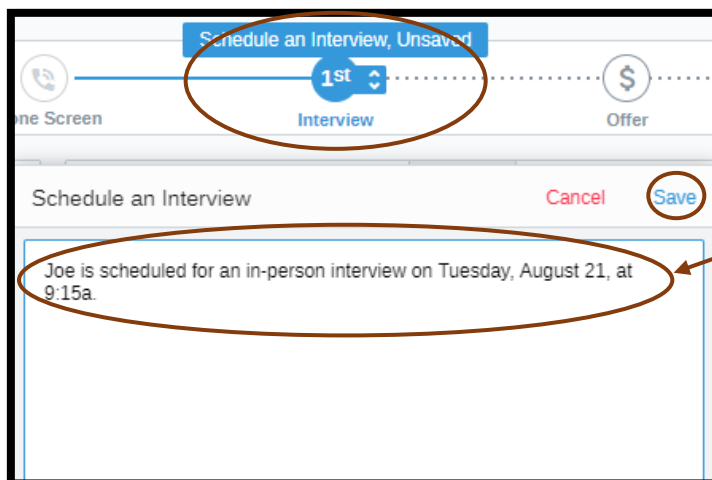 Schedule an Interview, Unsaved
1st
one Screen
Interview
$
Offer
Schedule an Interview
Cancel
Save
Joe is scheduled for an in-person interview on Tuesday, August 21, at
9:15a.